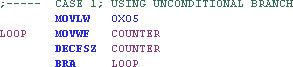 ;----- CASE 1; USING UNCONDITIONAL BRANCH
MOVLW 0X05
LOOP MOVWF COUNTER
DECFSZ COUNTER
BRA LOOP